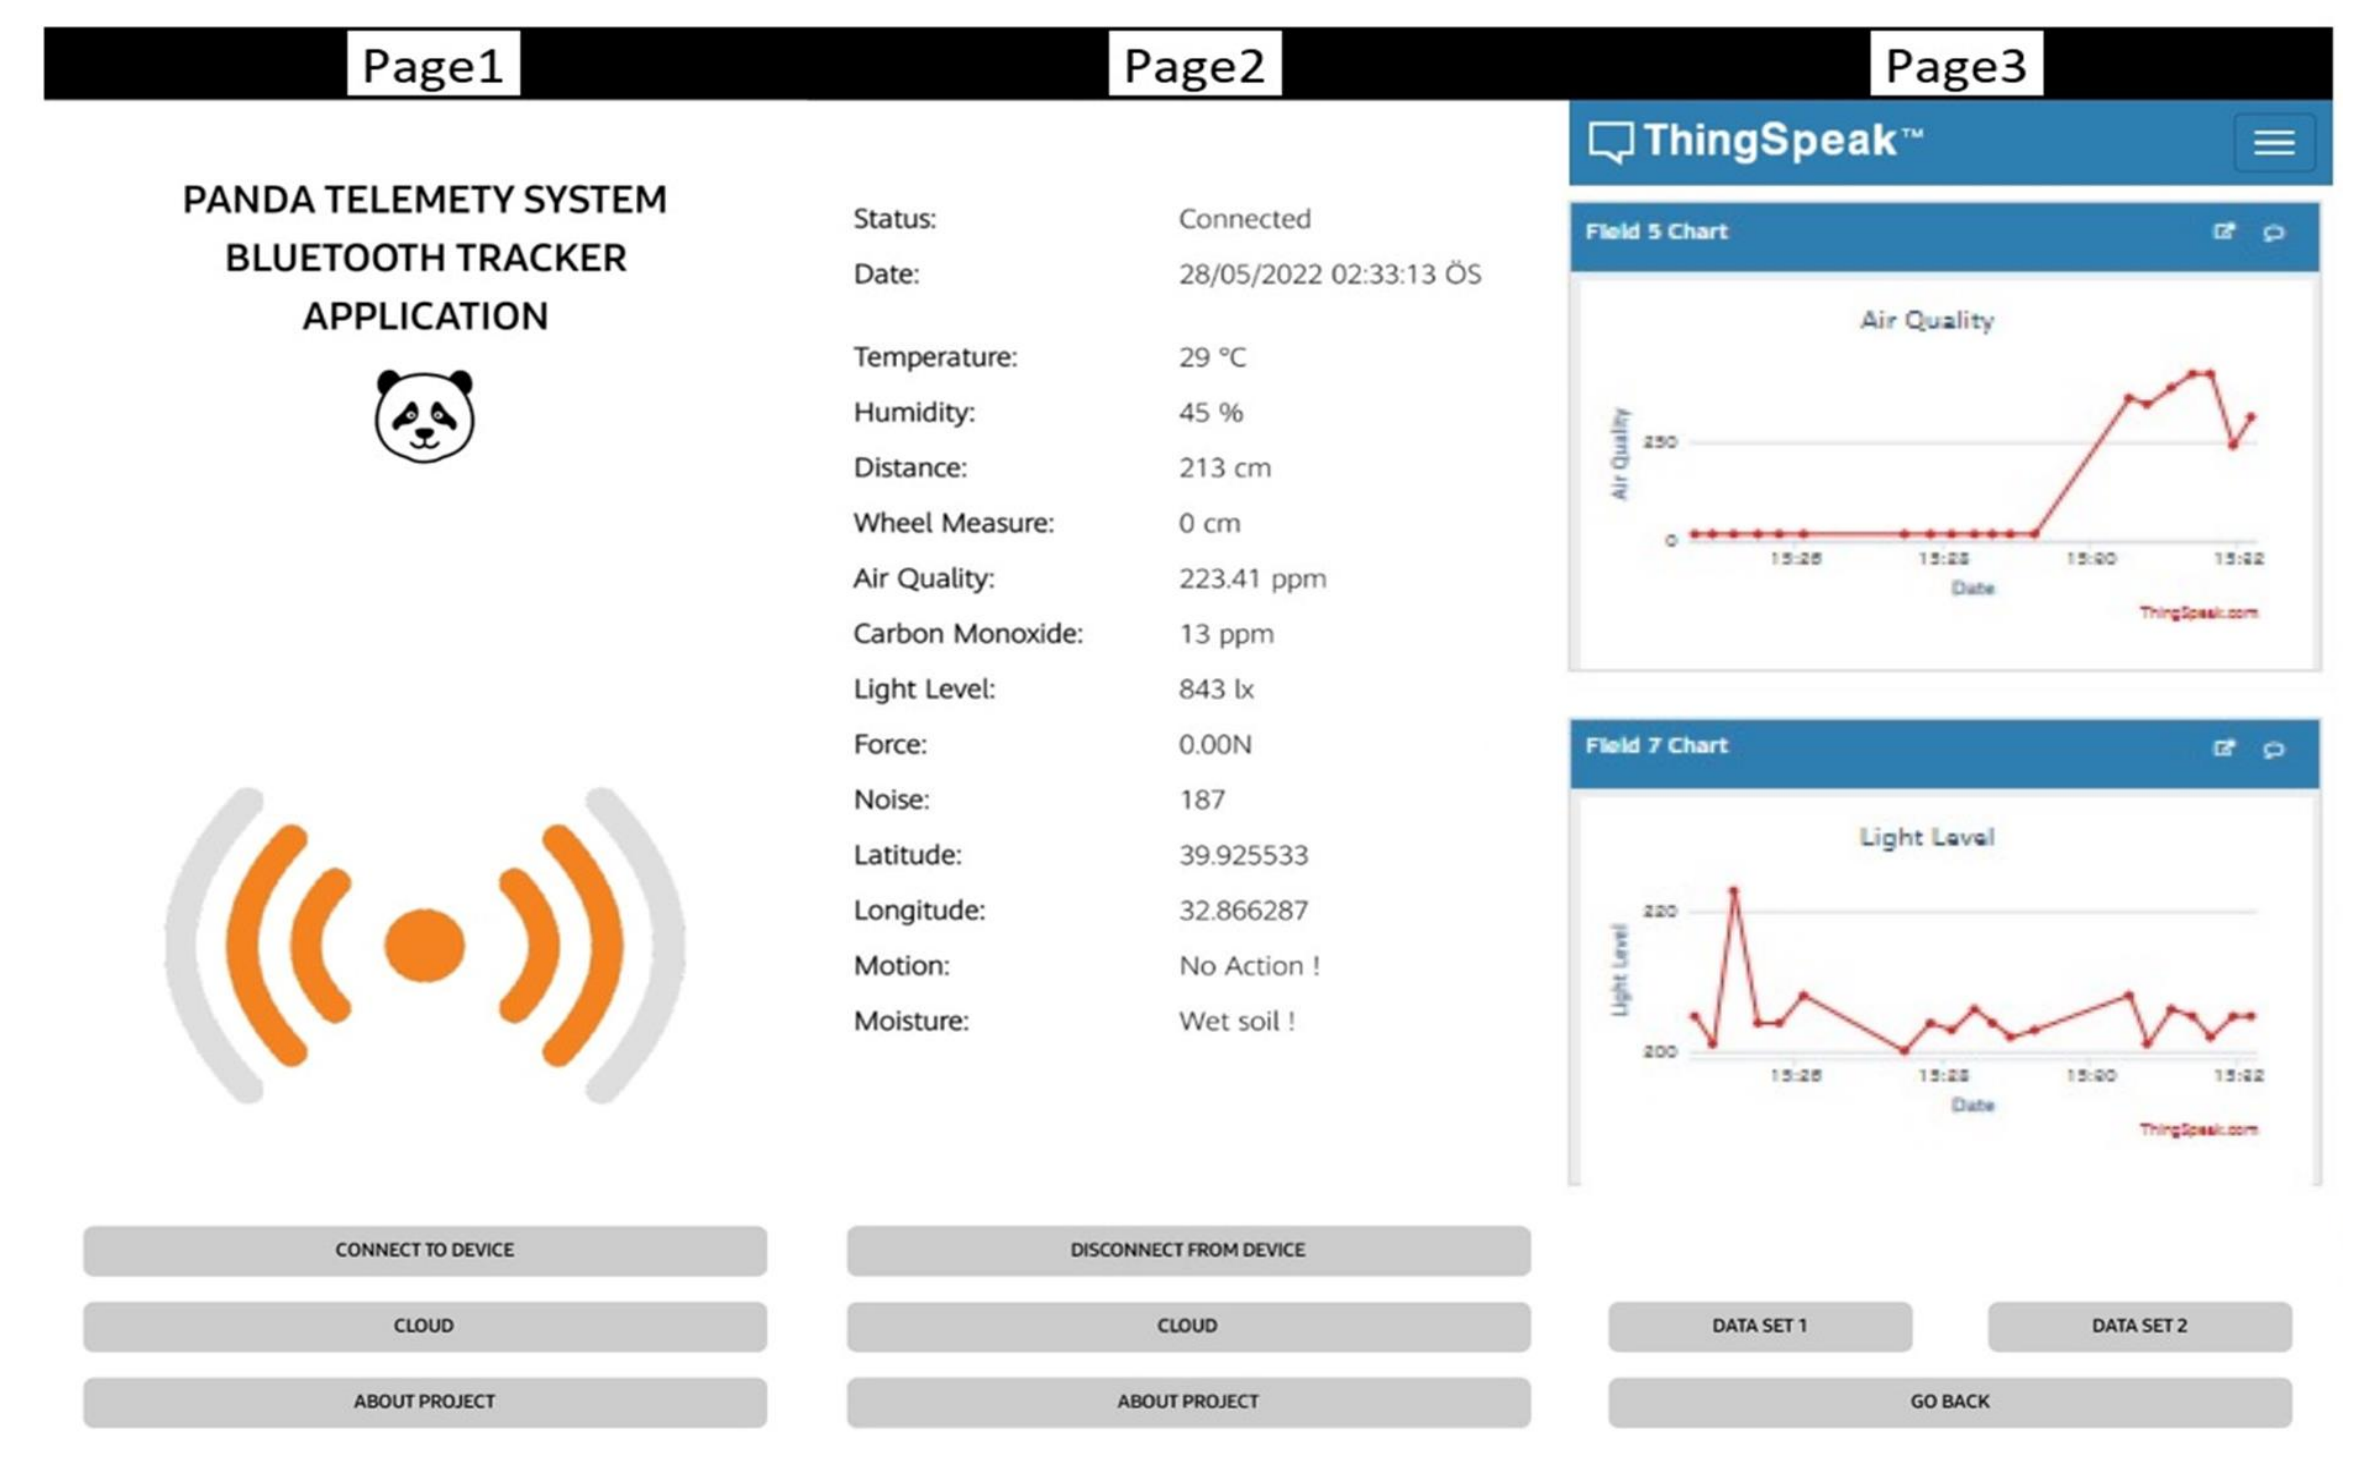 Page1
PANDA TELEMETY SYSTEM
BLUETOOTH TRACKER
APPLICATION
CONNECT TO DEVICE
CLOUD
ABOUT PROJECT
Page2
Status: Connected
Date: 28/05/2022 02:33:13 ÖS
Temperature: 29 °C
Humidity: 45 %
Distance: 213 cm
Wheel Measure: 0 cm
Air Quality: 223.41 ppm
Carbon Monoxide: 13 ppm
Light Level: 843 lx
Force: 0.00N
Noise: 187
Latitude: 39.925533
Longitude: 32.866287
Motion: No Action !
Moisture: Wet soil !
DISCONNECT FROM DEVICE
CLOUD
ABOUT PROJECT
Page3
ThingSpeak™
Field 5 Chart
Air Quality
Air Quality
250
0
Date
ThingSpeak.com
Field 7 Chart
Light Level
Light Level
220
200
Date
ThingSpeak.com
DATA SET 1
DATA SET 2
GO BACK